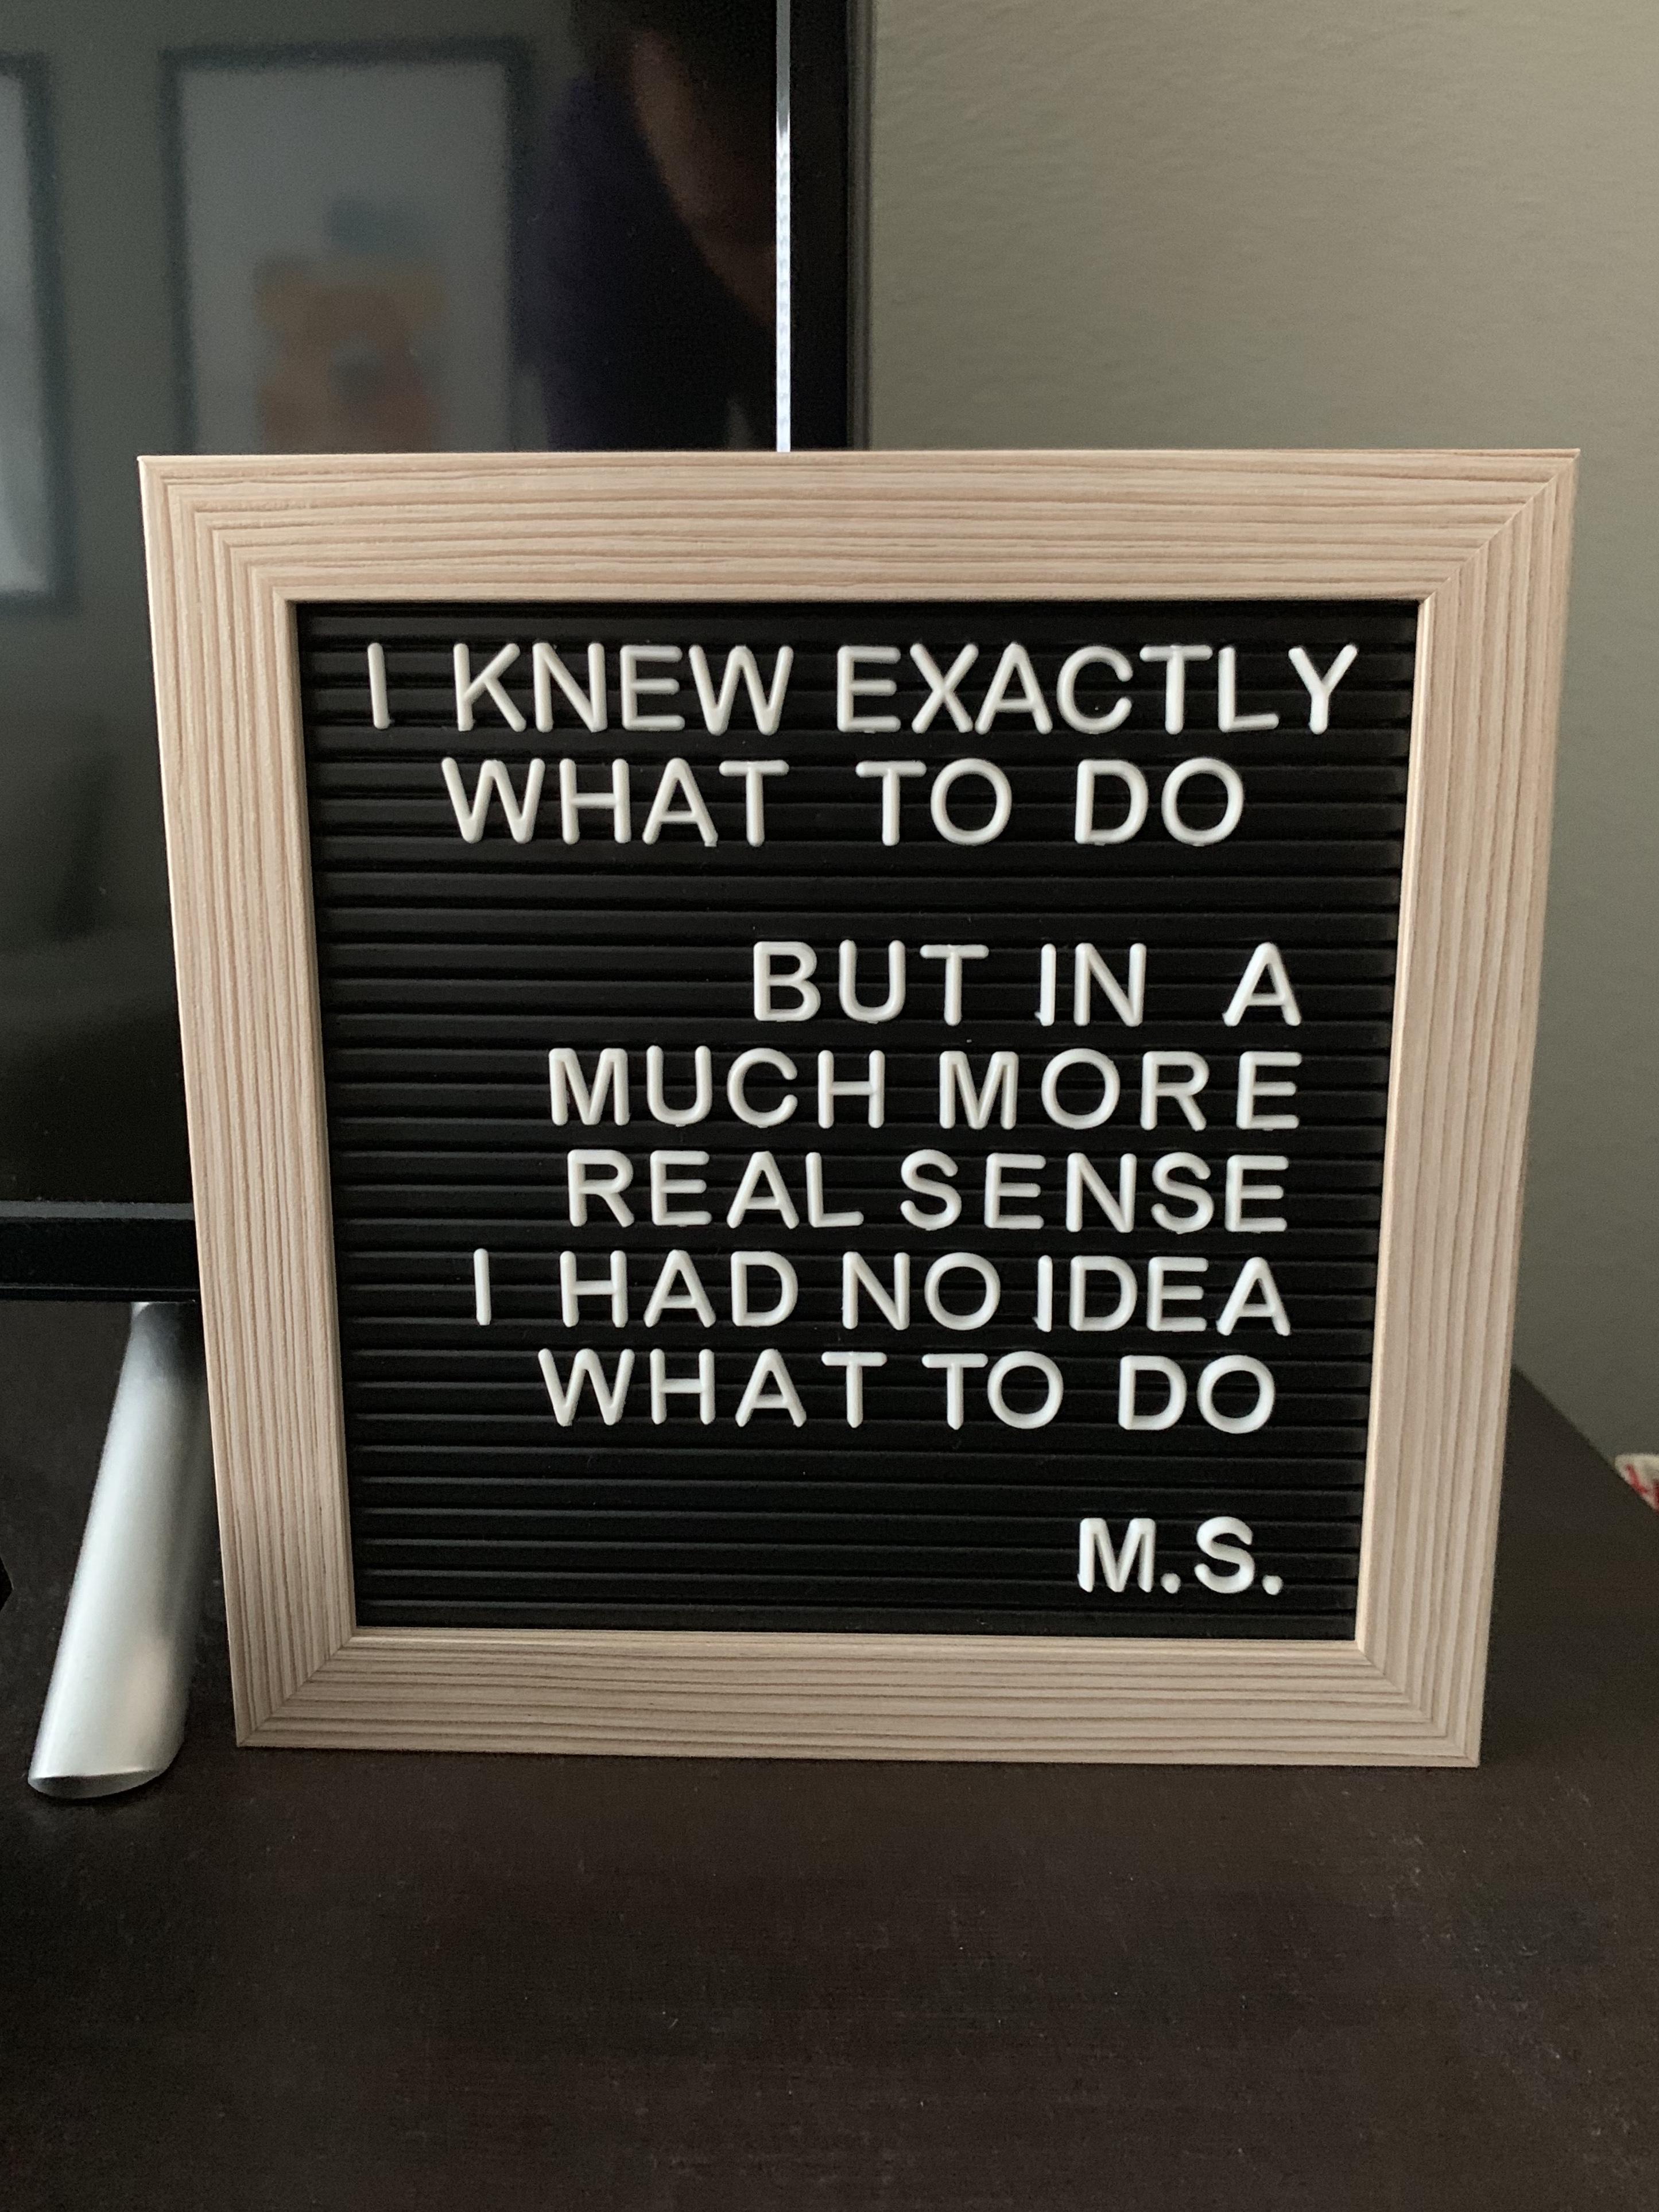 I KNEW EXACTLY
WHAT TO DO
BUT IN A
MUCH MORE
REAL SENSE
I HAD NO IDEA
WHAT TO DO
M.S.